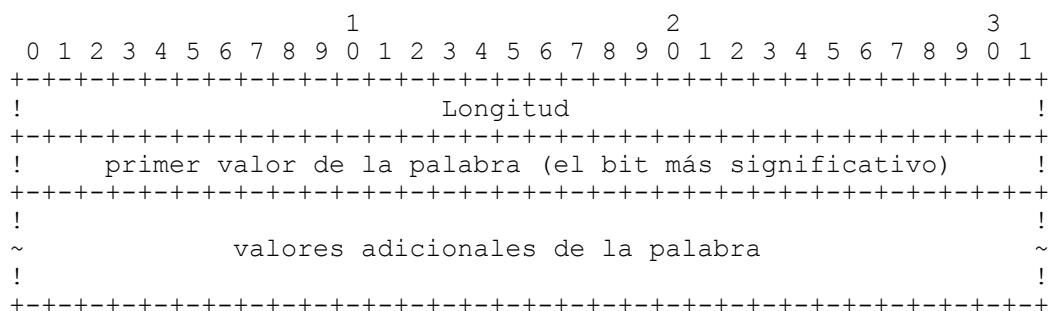 1                   2                   3
 0 1 2 3 4 5 6 7 8 9 0 1 2 3 4 5 6 7 8 9 0 1 2 3 4 5 6 7 8 9 0 1
+-+-+-+-+-+-+-+-+-+-+-+-+-+-+-+-+-+-+-+-+-+-+-+-+-+-+-+-+-+-+-+-+
!                          Longitud                             !
+-+-+-+-+-+-+-+-+-+-+-+-+-+-+-+-+-+-+-+-+-+-+-+-+-+-+-+-+-+-+-+-+
!     primer valor de la palabra (el bit más significativo)     !
+-+-+-+-+-+-+-+-+-+-+-+-+-+-+-+-+-+-+-+-+-+-+-+-+-+-+-+-+-+-+-+-+
!                                                               !
~             valores adicionales de la palabra                 ~
!                                                               !
+-+-+-+-+-+-+-+-+-+-+-+-+-+-+-+-+-+-+-+-+-+-+-+-+-+-+-+-+-+-+-+-+